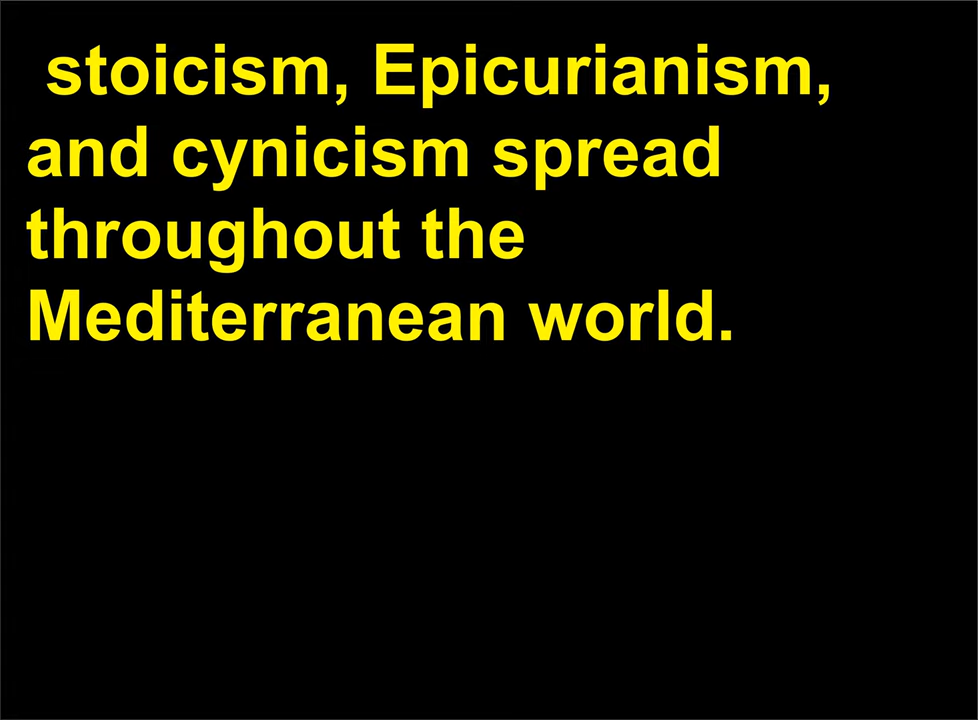 stoicism, Epicurianism,
and cynicism spread
throughout the
Mediterranean world.